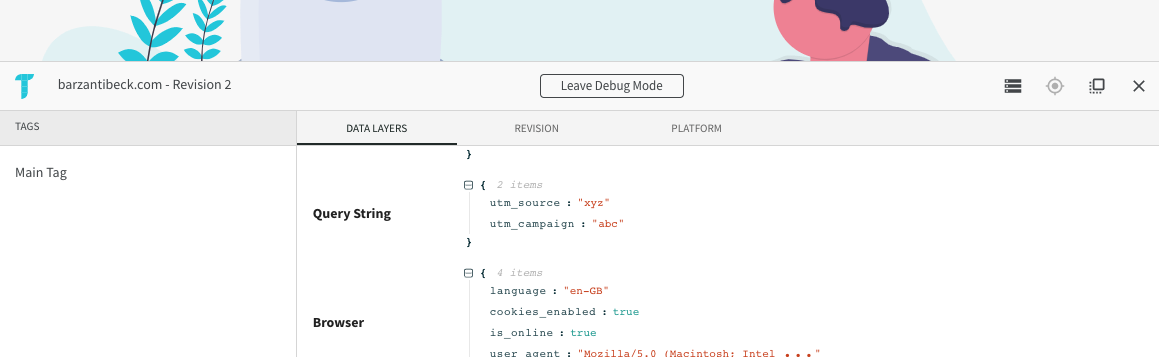 barzantibeck.com - Revision 2
Leave Debug Mode
TAGS
DATA LAYERS
REVISION
PLATFORM
Main Tag
}
{ 2 items
Query String
utm_source : "xyz"
utm_campaign : "abc"
}
{ 4 items
language : "en-GB"
Browser
cookies_enabled : true
is_online : true
user_agent : "Mozilla/5.0 (Macintosh; Intel ..."